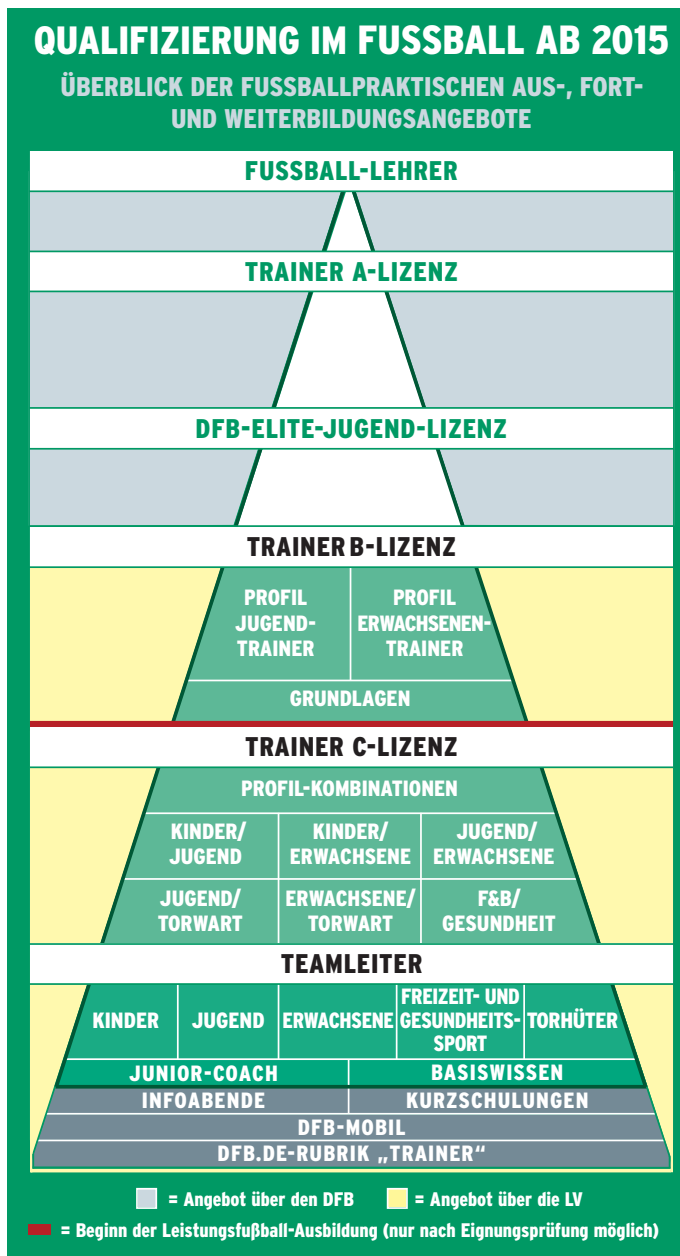 QUALIFIZIERUNG IM FUSSBALL AB 2015
ÜBERBLICK DER FUSSBALLPRAKTISCHEN AUS-, FORT-
UND WEITERBILDUNGSANGEBOTE
FUSSBALL-LEHRER
TRAINER A-LIZENZ
DFB-ELITE-JUGEND-LIZENZ
TRAINER B-LIZENZ
PROFIL
JUGEND-
TRAINER
PROFIL
ERWACHSENEN-
TRAINER
GRUNDLAGEN
TRAINER C-LIZENZ
PROFIL-KOMBINATIONEN
KINDER/
JUGEND
KINDER/
ERWACHSENE
JUGEND/
ERWACHSENE
JUGEND/
TORWART
ERWACHSENE/
TORWART
F&B/
GESUNDHEIT
TEAMLEITER
KINDER
JUGEND
ERWACHSENE
FREIZEIT- UND
GESUNDHEITS-
SPORT
TORHÜTER
JUNIOR-COACH
BASISWISSEN
INFOABENDE
KURZSCHULUNGEN
DFB-MOBIL
DFB.DE-RUBRIK „TRAINER“
= Angebot über den DFB
= Angebot über die LV
= Beginn der Leistungsfußball-Ausbildung (nur nach Eignungsprüfung möglich)